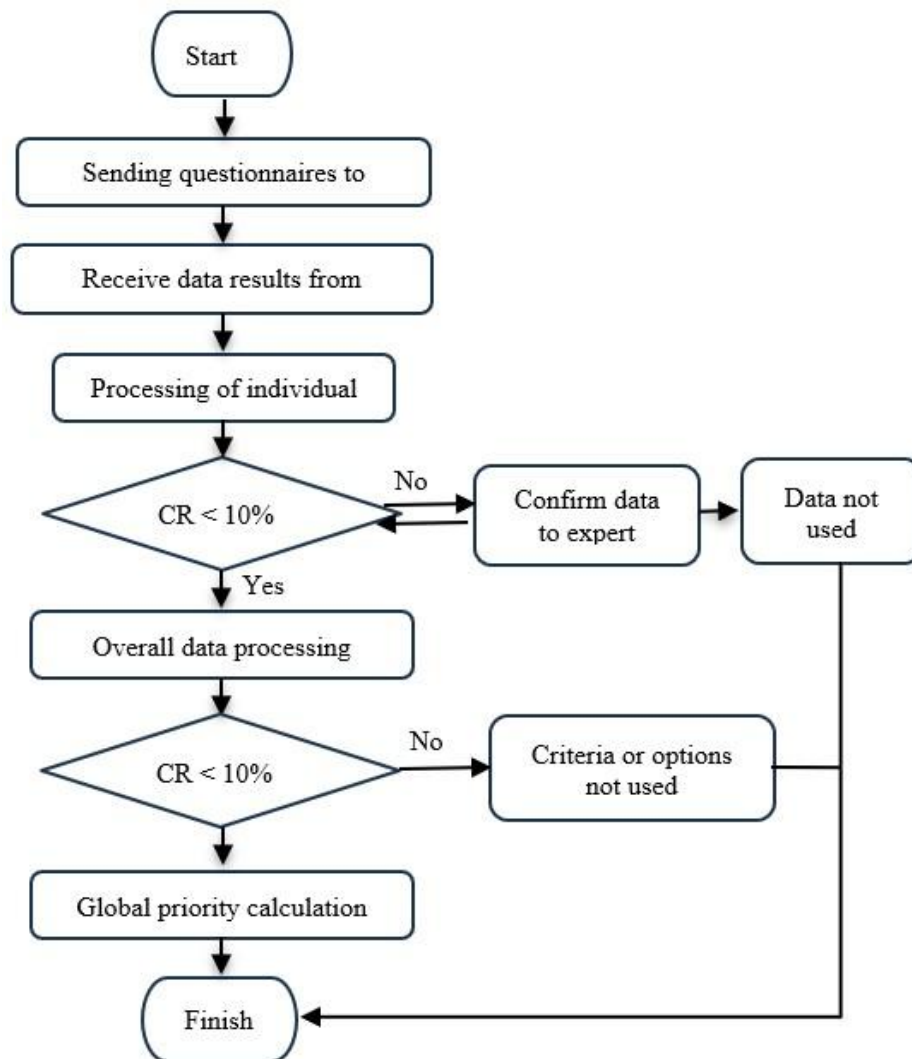 Start
Sending questionnaires to
Receive data results from
Processing of individual
CR < 10%
No
Confirm data
to expert
Data not
used
Yes
Overall data processing
CR < 10%
No
Criteria or options
not used
Global priority calculation
Finish